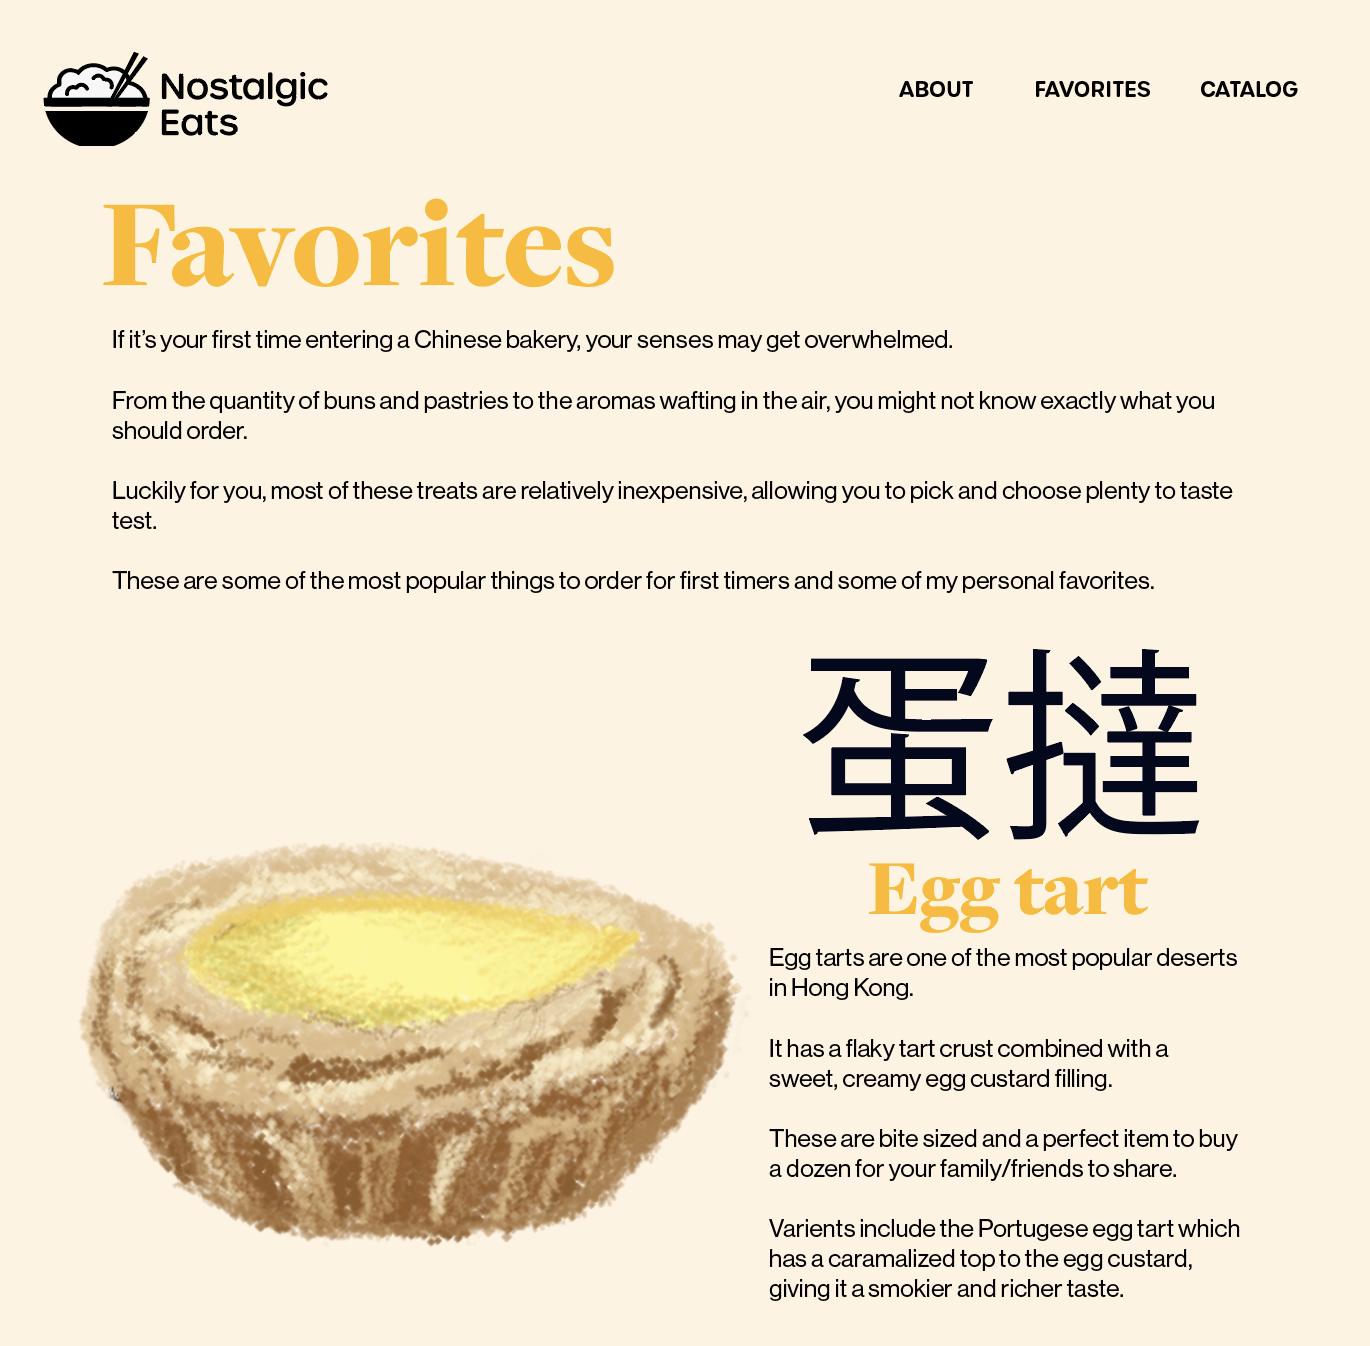 Nostalgic
Eats
ABOUT FAVORITES CATALOG
Favorites
If it’s your first time entering a Chinese bakery, your senses may get overwhelmed.
From the quantity of buns and pastries to the aromas wafting in the air, you might not know exactly what you
should order.
Luckily for you, most of these treats are relatively inexpensive, allowing you to pick and choose plenty to taste
test.
These are some of the most popular things to order for first timers and some of my personal favorites.
蛋撻
Egg tart
Egg tarts are one of the most popular deserts
in Hong Kong.
It has a flaky tart crust combined with a
sweet, creamy egg custard filling.
These are bite sized and a perfect item to buy
a dozen for your family/friends to share.
Varients include the Portugese egg tart which
has a caramalized top to the egg custard,
giving it a smokier and richer taste.